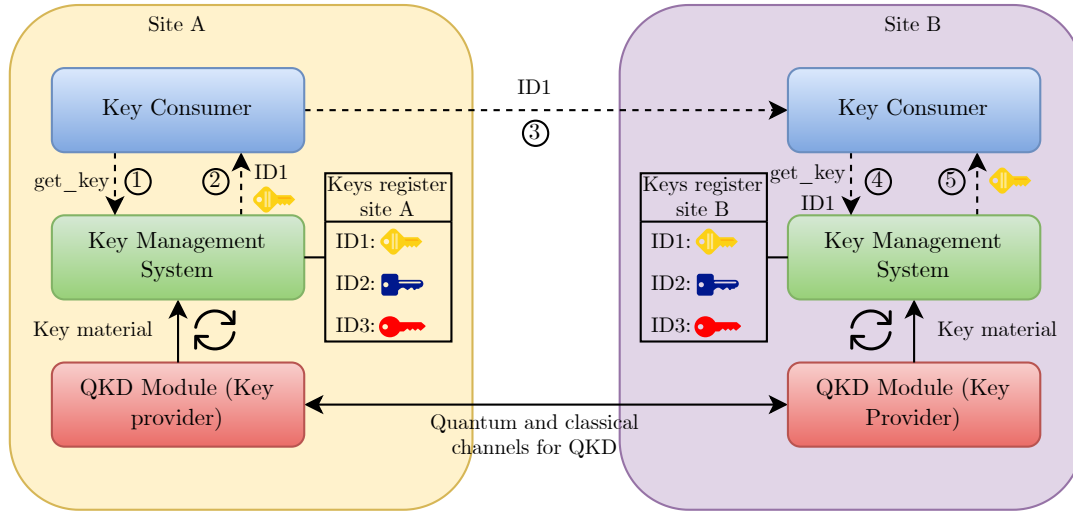 Site A
Site B
Key Consumer
ID1
3
Key Consumer
get_key
1
2
ID1
get_key
4
ID1
5
Key Management
System
Keys register
site A
ID1:
ID2:
ID3:
Keys register
site B
ID1:
ID2:
ID3:
Key Management
System
Key material
Key material
QKD Module (Key
provider)
Quantum and classical
channels for QKD
QKD Module (Key
Provider)